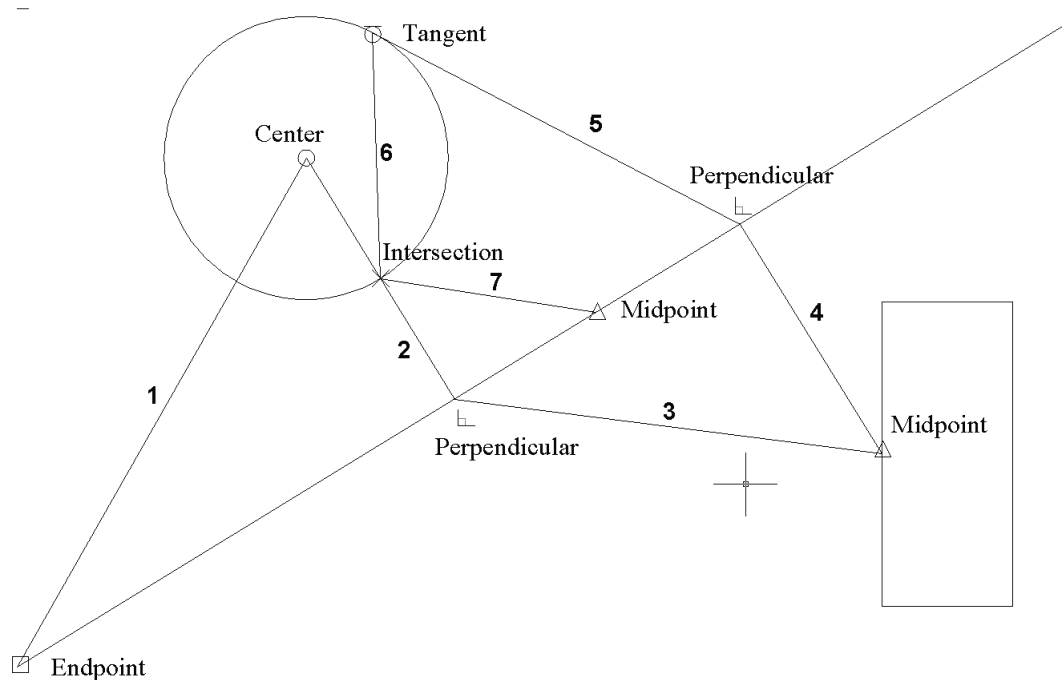 Tangent
5
Center
6
Perpendicular
Intersection
7
Midpoint
4
2
1
3
Midpoint
Perpendicular
Endpoint